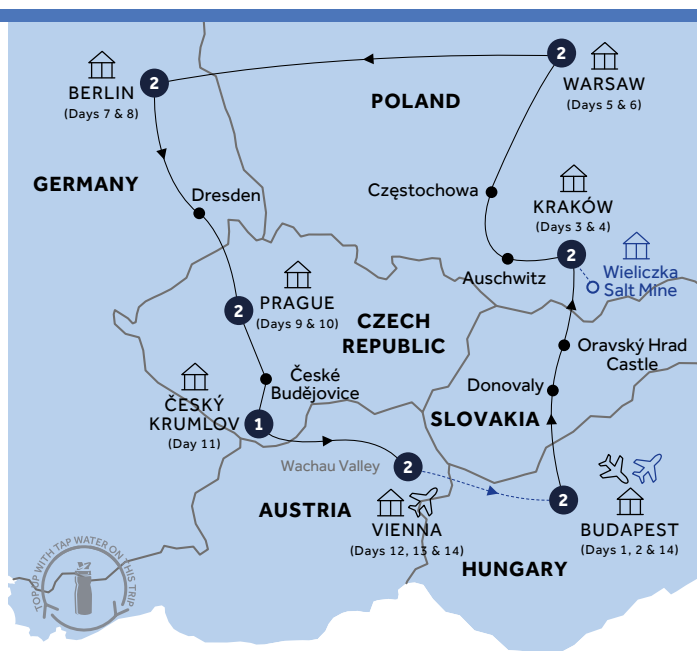 2
BERLIN
(Days 7 & 8)
2
WARSAW
(Days 5 & 6)
POLAND
GERMANY
Dresden
Częstochowa
KRAKÓW
(Days 3 & 4)
2
Auschwitz
Wieliczka
Salt Mine
2
PRAGUE
(Days 9 & 10)
CZECH
REPUBLIC
Oravský Hrad
Castle
České
Budějovice
Donovaly
ČESKÝ
KRUMLOV
(Day 11)
1
SLOVAKIA
Wachau Valley
2
2
AUSTRIA
VIENNA
(Days 12, 13 & 14)
BUDAPEST
(Days 1, 2 & 14)
HUNGARY
TOP UP WITH TAP WATER ON THIS TRIP